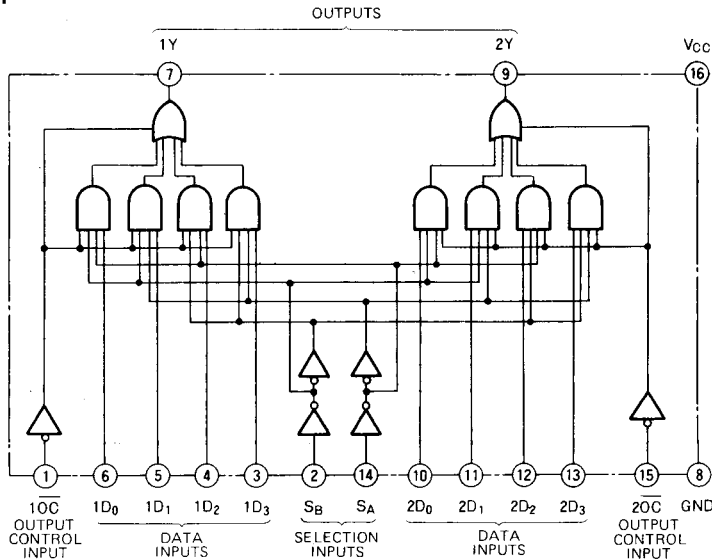 OUTPUTS
1Y 2Y VCC
7 9 16
1 6 5 4 3 2 14 10 11 12 13 15 8
1OC̅ 1D0 1D1 1D2 1D3 SB SA 2D0 2D1 2D2 2D3 2OC̅ GND
OUTPUT CONTROL INPUT
DATA INPUTS
SELECTION INPUTS
DATA INPUTS
OUTPUT CONTROL INPUT